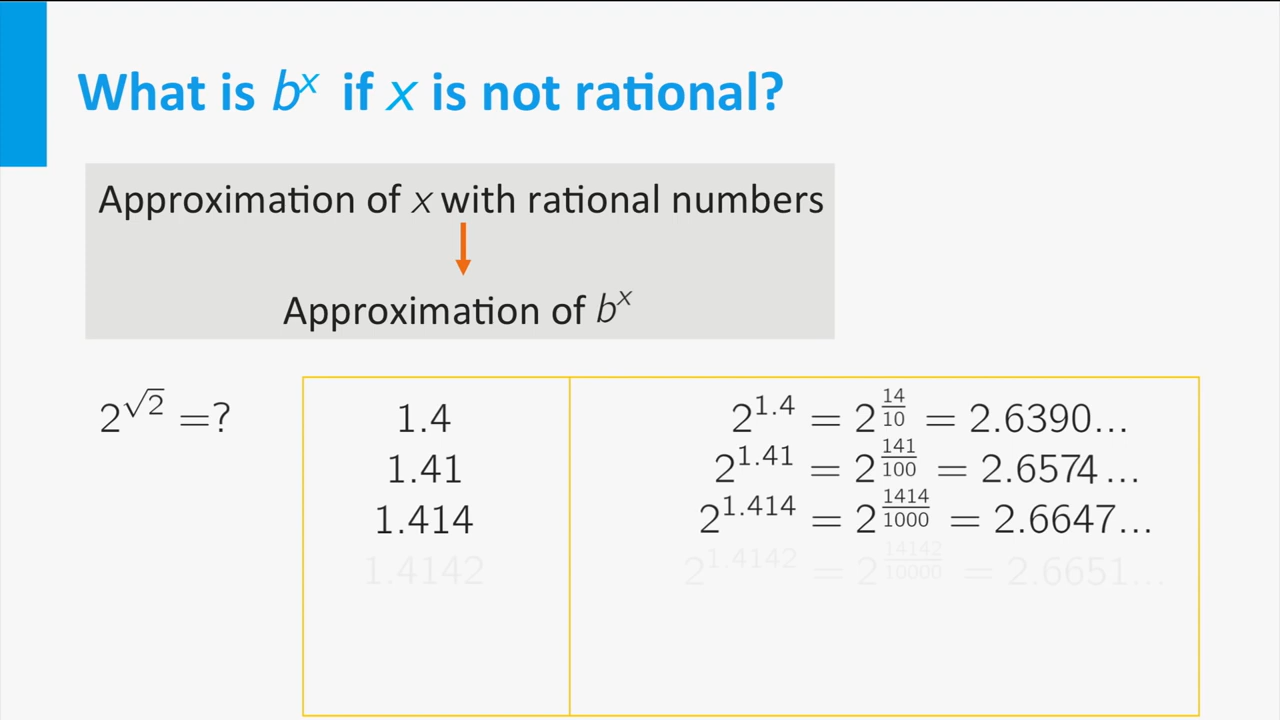 What is bˣ if x is not rational?
Approximation of x with rational numbers
Approximation of bˣ
2^√2 =?
1.4 2^1.4 = 2^(14/10) = 2.6390...
1.41 2^1.41 = 2^(141/100) = 2.6574...
1.414 2^1.414 = 2^(1414/1000) = 2.6647...
1.4142 2^1.4142 = 2^(14142/10000) = 2.6651...